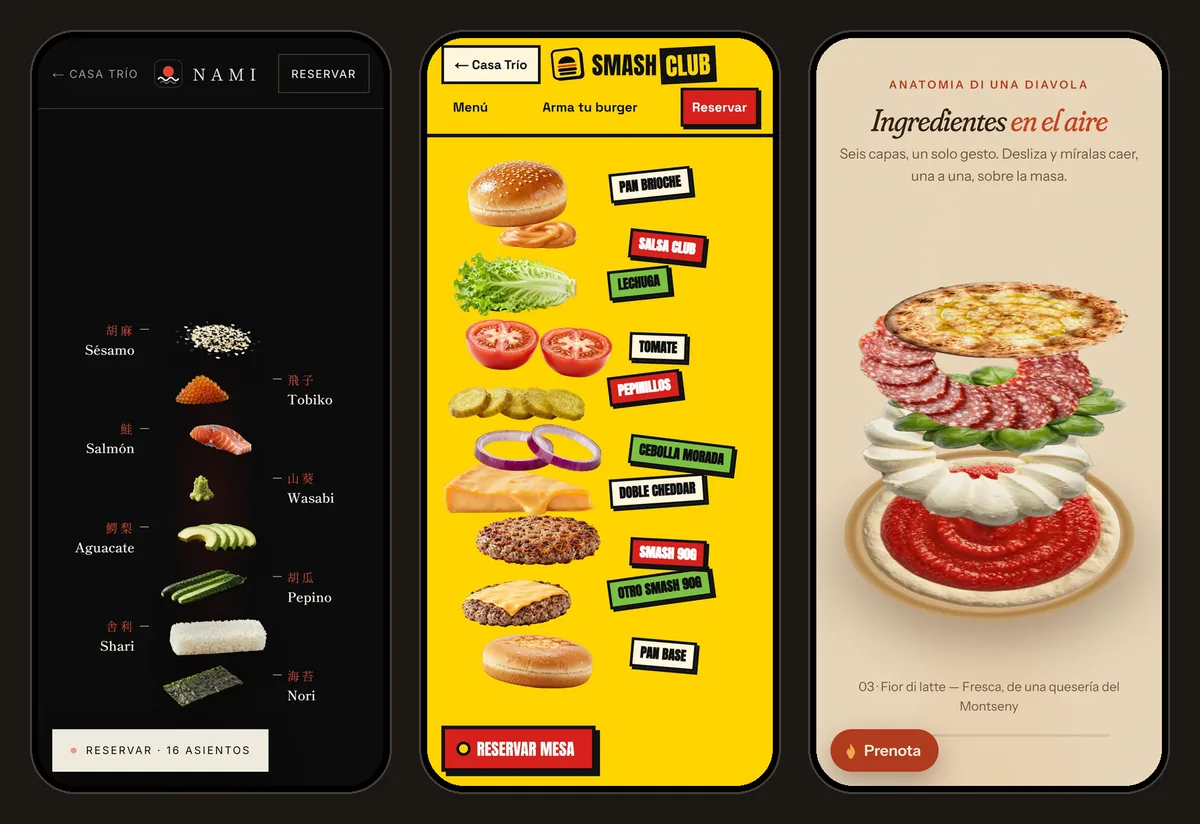 ← CASA TRÍO
NAMI
RESERVAR
胡麻
Sésamo
飛子
Tobiko
鮭
Salmón
山葵
Wasabi
鰐梨
Aguacate
胡瓜
Pepino
舎利
Shari
海苔
Nori
RESERVAR · 16 ASIENTOS
← Casa Trío
SMASH CLUB
Menú
Arma tu burger
Reservar
PAN BRIOCHE
SALSA CLUB
LECHUGA
TOMATE
PEPINILLOS
CEBOLLA MORADA
DOBLE CHEDDAR
SMASH 90G
OTRO SMASH 90G
PAN BASE
RESERVAR MESA
ANATOMIA DI UNA DIAVOLA
Ingredientes en el aire
Seis capas, un solo gesto. Desliza y míralas caer,
una a una, sobre la masa.
03 · Fior di latte — Fresca, de una quesería del
Montseny
Prenota